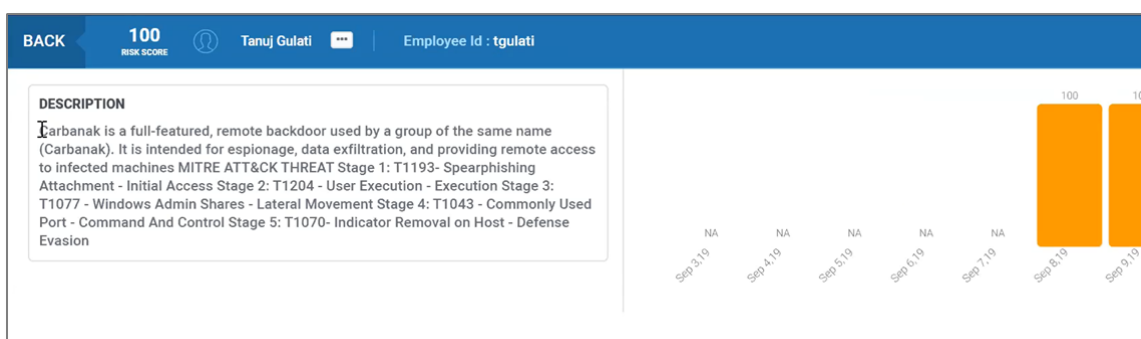 BACK
100
RISK SCORE
Tanuj Gulati
Employee Id : tgulati
DESCRIPTION
Carbanak is a full-featured, remote backdoor used by a group of the same name
(Carbanak). It is intended for espionage, data exfiltration, and providing remote access
to infected machines MITRE ATT&CK THREAT Stage 1: T1193- Spearphishing
Attachment - Initial Access Stage 2: T1204 - User Execution - Execution Stage 3:
T1077 - Windows Admin Shares - Lateral Movement Stage 4: T1043 - Commonly Used
Port - Command And Control Stage 5: T1070- Indicator Removal on Host - Defense
Evasion
100
NA
NA
NA
NA
NA
Sep 3,19
Sep 4,19
Sep 5,19
Sep 6,19
Sep 7,19
Sep 8,19
Sep 9,19